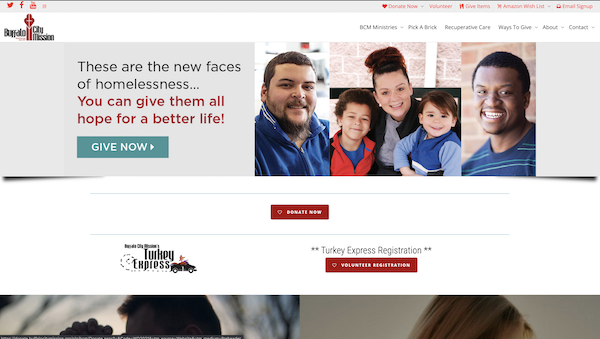 Donate Now
Volunteer
Give Items
Amazon Wish List
Email Signup
Buffalo City
Mission
BCM Ministries
Pick A Brick
Recuperative Care
Ways To Give
About
Contact
These are the new faces
of homelessness...
You can give them all
hope for a better life!
GIVE NOW
DONATE NOW
Buffalo City Mission's
Turkey
Express
** Turkey Express Registration **
VOLUNTEER REGISTRATION